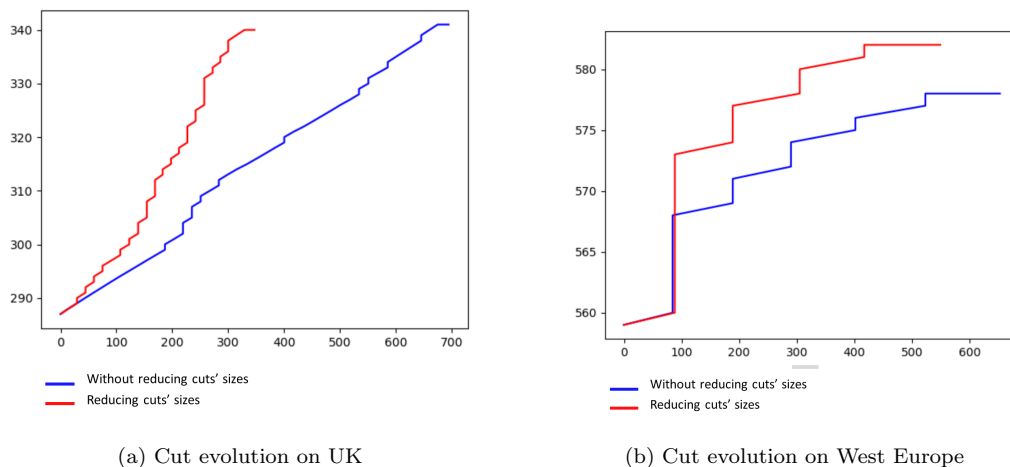 340
330
320
310
300
290
0 100 200 300 400 500 600 700
Without reducing cuts’ sizes
Reducing cuts’ sizes
(a) Cut evolution on UK
580
575
570
565
560
0 100 200 300 400 500 600
Without reducing cuts’ sizes
Reducing cuts’ sizes
(b) Cut evolution on West Europe